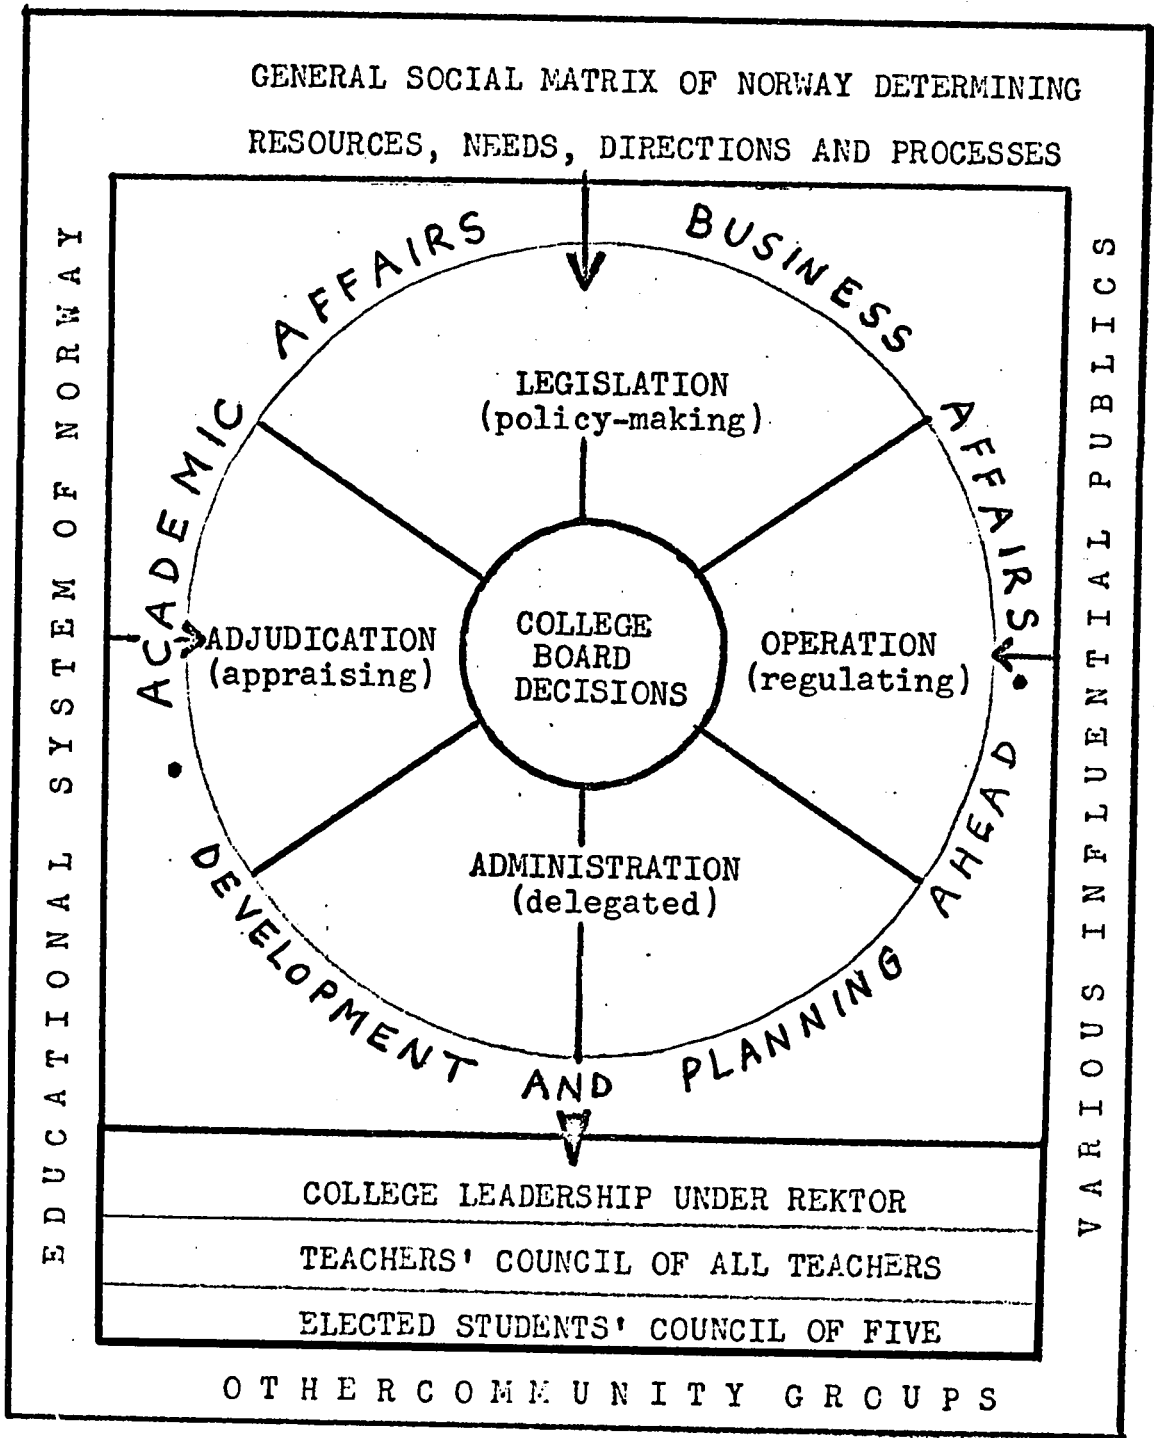 GENERAL SOCIAL MATRIX OF NORWAY DETERMINING
RESOURCES, NEEDS, DIRECTIONS AND PROCESSES
EDUCATIONAL SYSTEM OF NORWAY
VARIOUS INFLUENTIAL PUBLICS
ACADEMIC AFFAIRS
BUSINESS AFFAIRS
•
DEVELOPMENT AND PLANNING AHEAD
•
LEGISLATION
(policy-making)
ADJUDICATION
(appraising)
COLLEGE
BOARD
DECISIONS
OPERATION
(regulating)
ADMINISTRATION
(delegated)
COLLEGE LEADERSHIP UNDER REKTOR
TEACHERS' COUNCIL OF ALL TEACHERS
ELECTED STUDENTS' COUNCIL OF FIVE
OTHERCOMMUNITY GROUPS